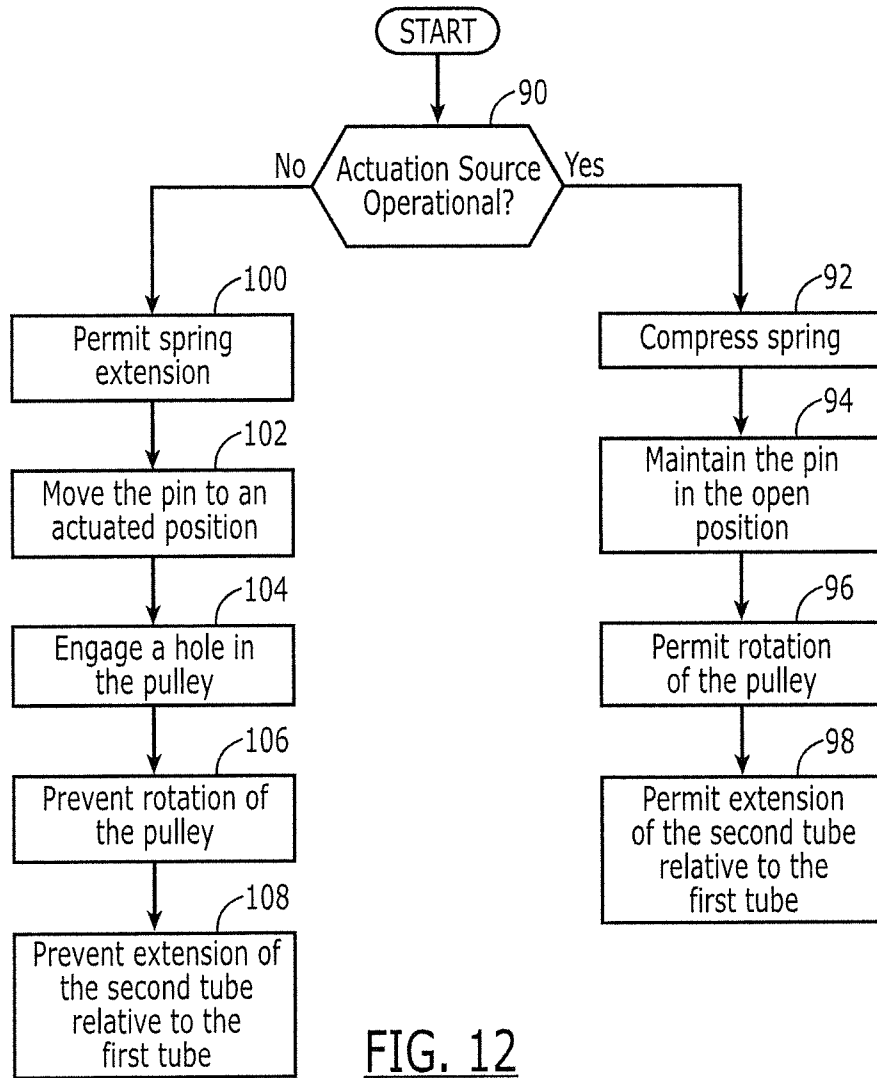 START
90
Actuation Source
Operational?
No
Yes
100
Permit spring
extension
102
Move the pin to an
actuated position
104
Engage a hole in
the pulley
106
Prevent rotation of
the pulley
108
Prevent extension of
the second tube
relative to the
first tube
92
Compress spring
94
Maintain the pin
in the open
position
96
Permit rotation
of the pulley
98
Permit extension
of the second tube
relative to the
first tube
FIG. 12